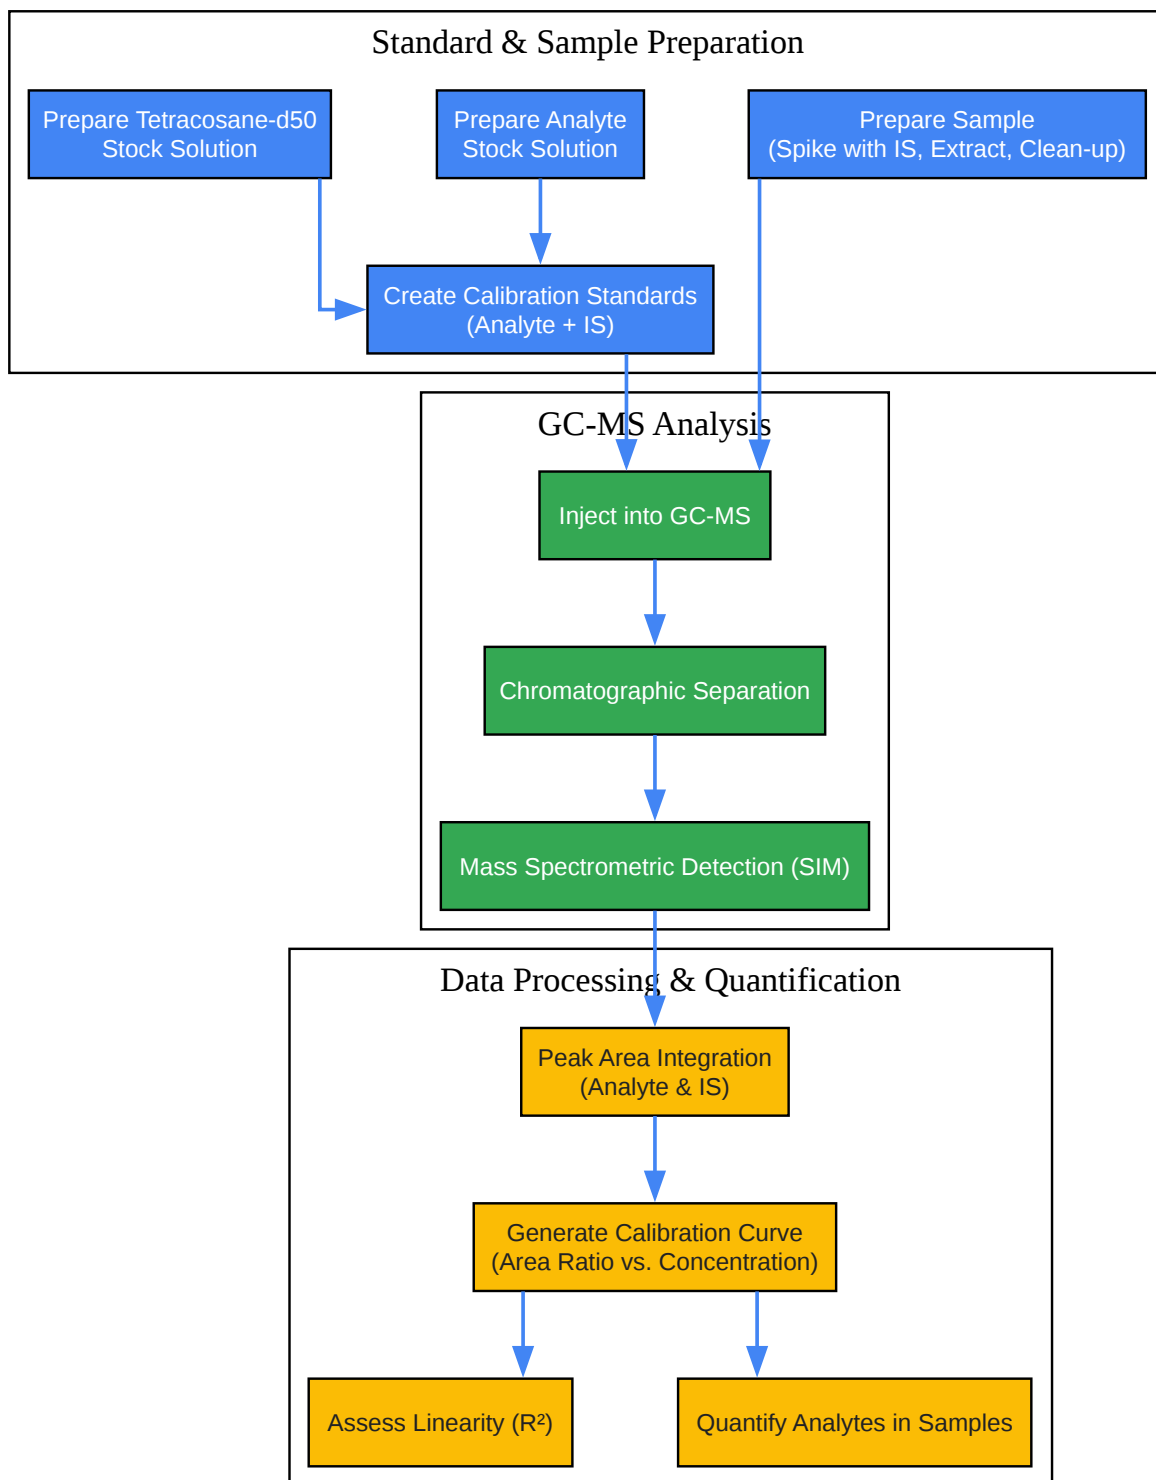 Standard & Sample Preparation
Prepare Tetracosane-d50
Stock Solution
Prepare Analyte
Stock Solution
Prepare Sample
(Spike with IS, Extract, Clean-up)
Create Calibration Standards
(Analyte + IS)
GC-MS Analysis
Inject into GC-MS
Chromatographic Separation
Mass Spectrometric Detection (SIM)
Data Processing & Quantification
Peak Area Integration
(Analyte & IS)
Generate Calibration Curve
(Area Ratio vs. Concentration)
Assess Linearity (R²)
Quantify Analytes in Samples